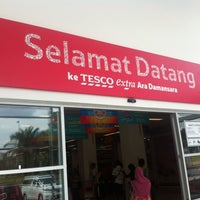 Selamat Datang
ke TESCO extra Ara Damansara